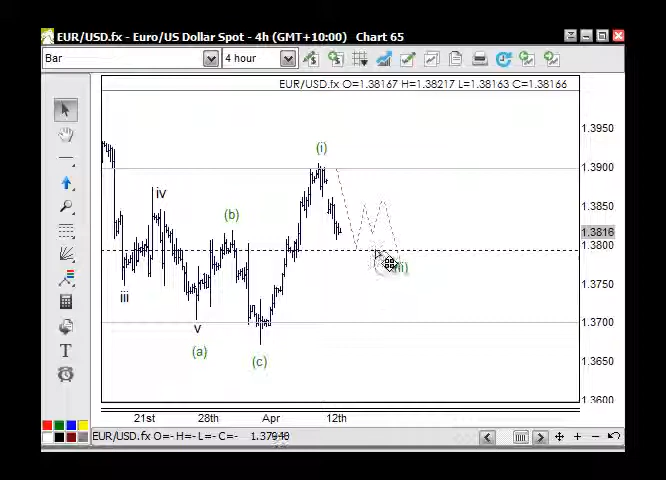 EUR/USD.fx - Euro/US Dollar Spot - 4h (GMT+10:00) Chart 65
Bar
4 hour
EUR/USD.fx O=1.38167 H=1.38217 L=1.38163 C=1.38166
1.3950
(i)
1.3900
iv
1.3850
(b)
1.3816
1.3800
iii
1.3750
v
1.3700
(a)
(c)
1.3650
1.3600
21st 28th Apr 12th
EUR/USD.fx O=- H=- L=- C=-